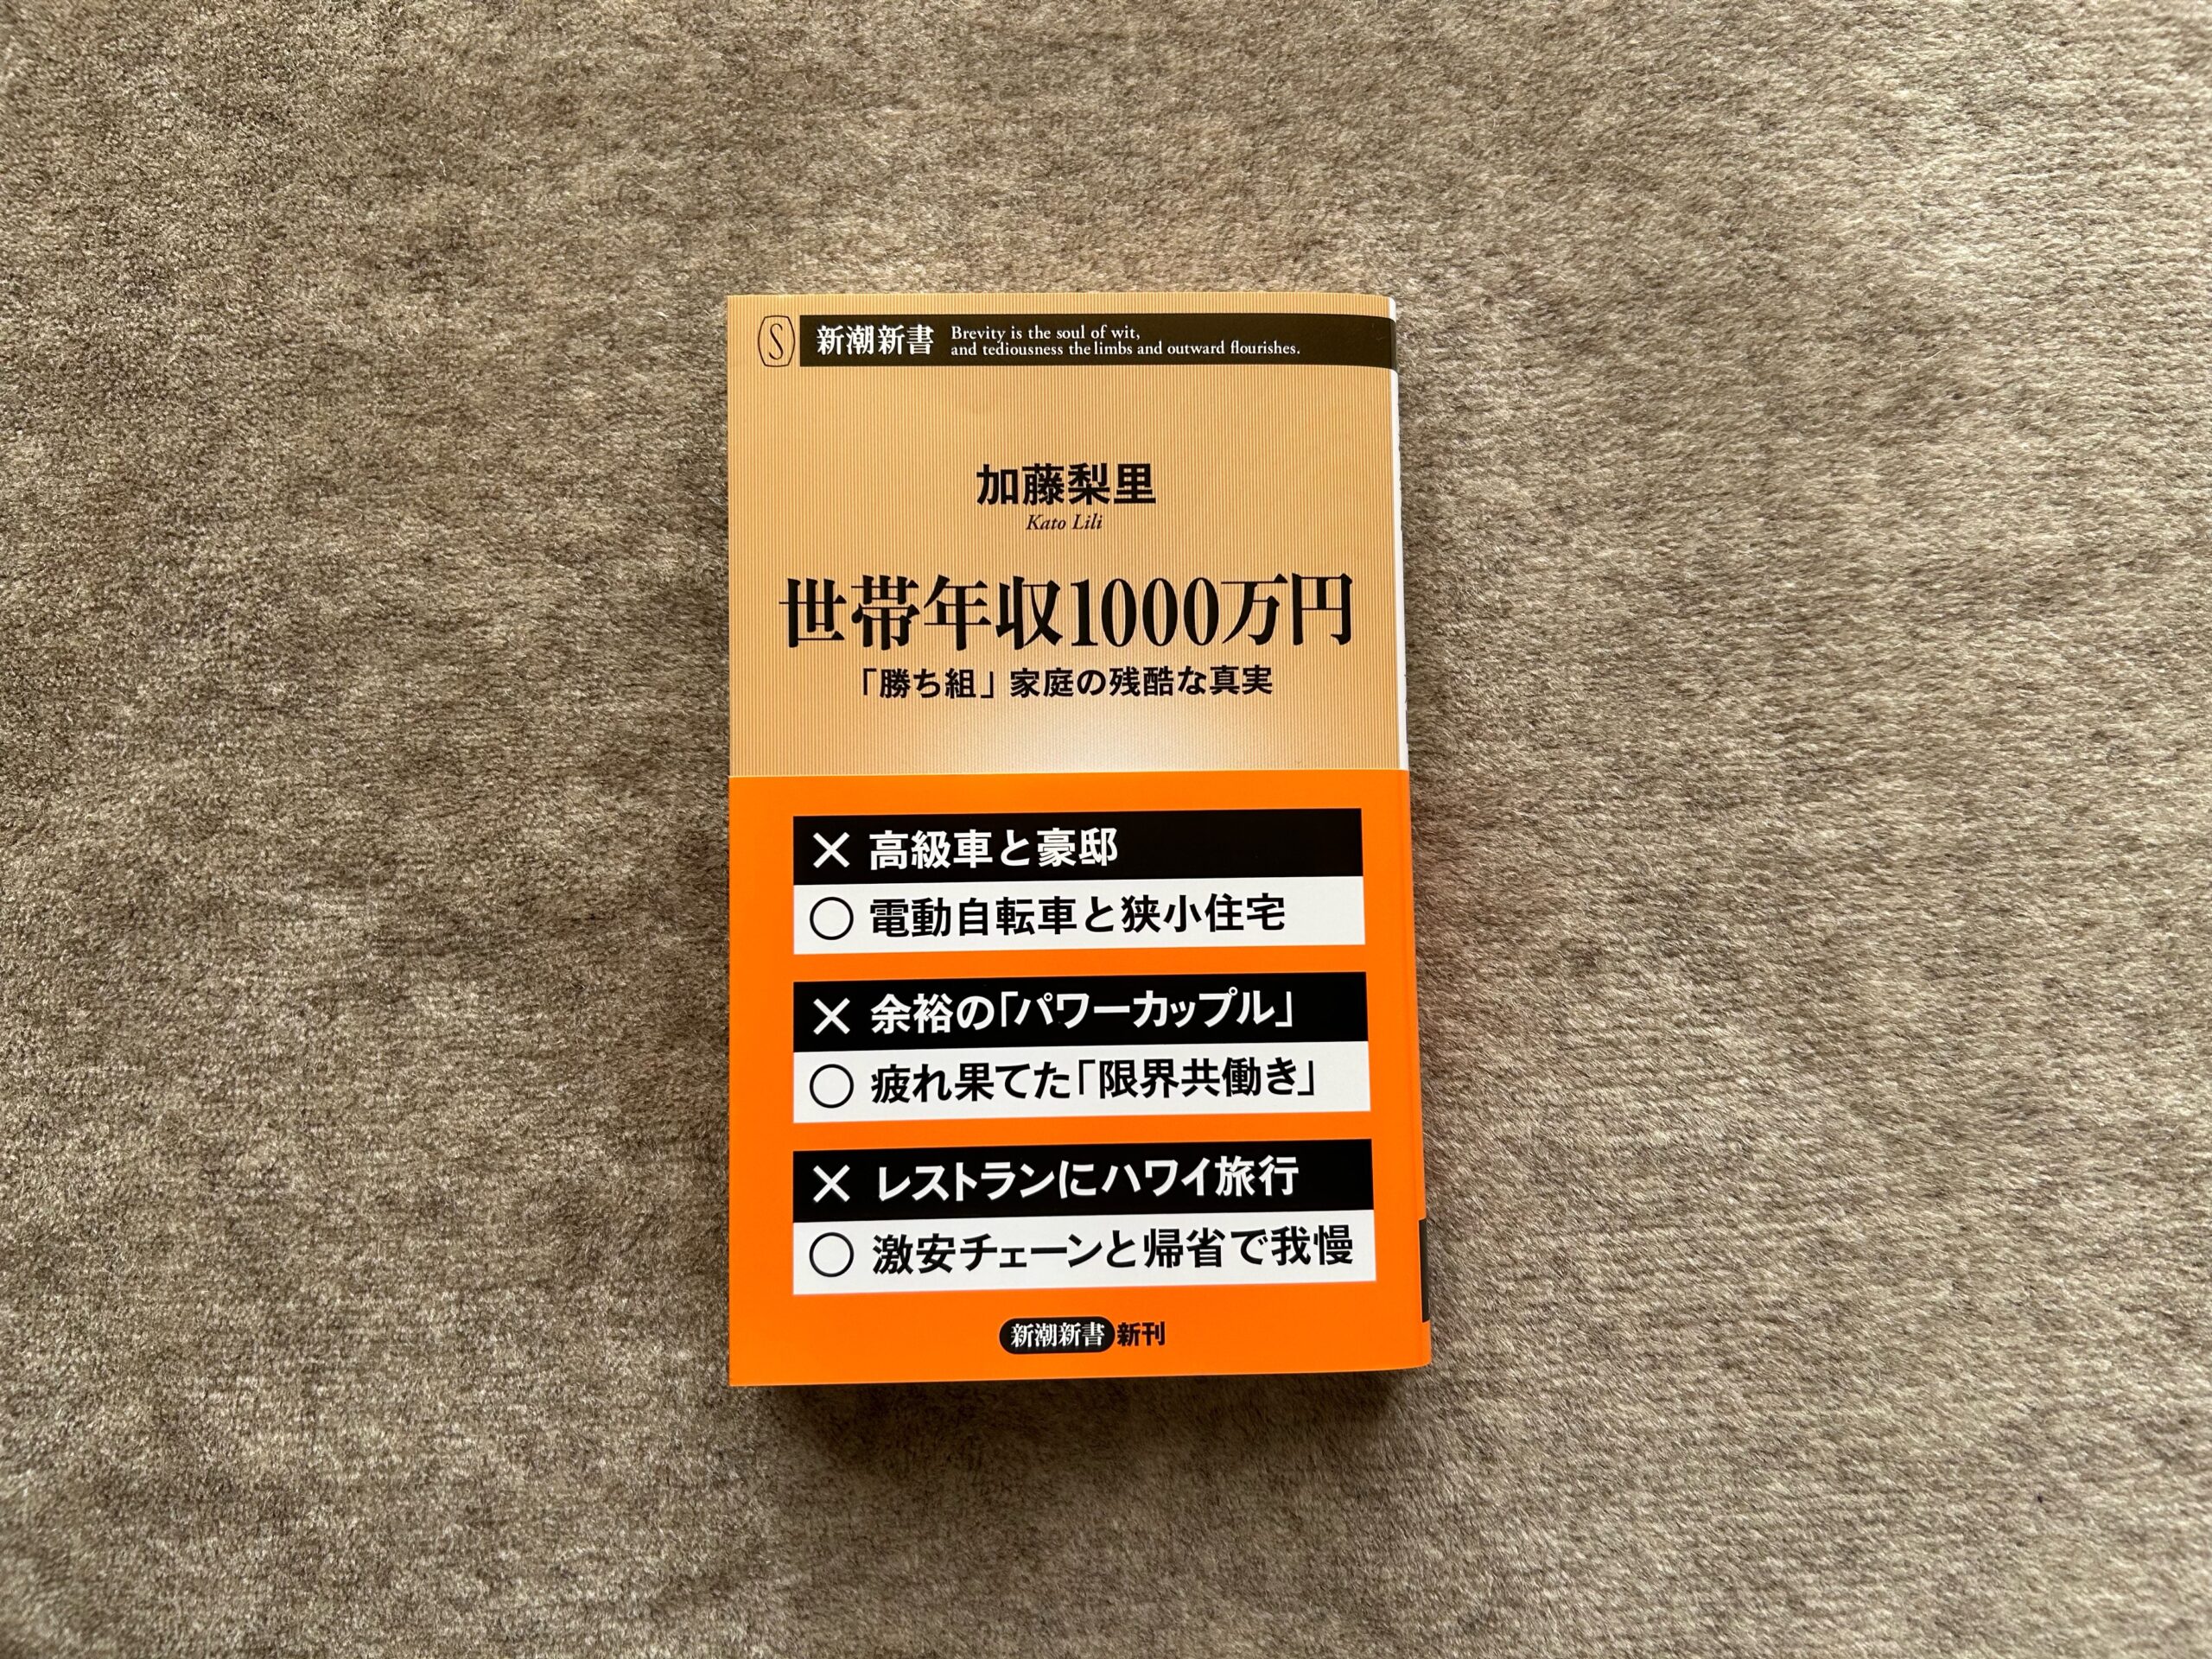 S 新潮新書 Brevity is the soul of wit,
and tediousness the limbs and outward flourishes.
加藤梨里
Kato Lili
世帯年収1000万円
「勝ち組」家庭の残酷な真実
× 高級車と豪邸
○ 電動自転車と狭小住宅
× 余裕の「パワーカップル」
○ 疲れ果てた「限界共働き」
× レストランにハワイ旅行
○ 激安チェーンと帰省で我慢
新潮新書 新刊